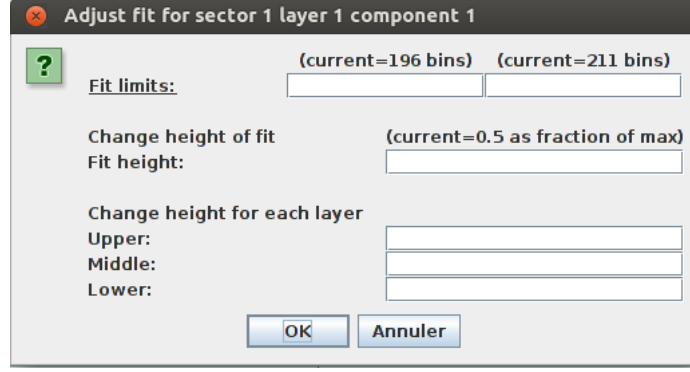 Adjust fit for sector 1 layer 1 component 1
(current=196 bins) (current=211 bins)
Fit limits:
Change height of fit (current=0.5 as fraction of max)
Fit height:
Change height for each layer
Upper:
Middle:
Lower:
OK Annuler